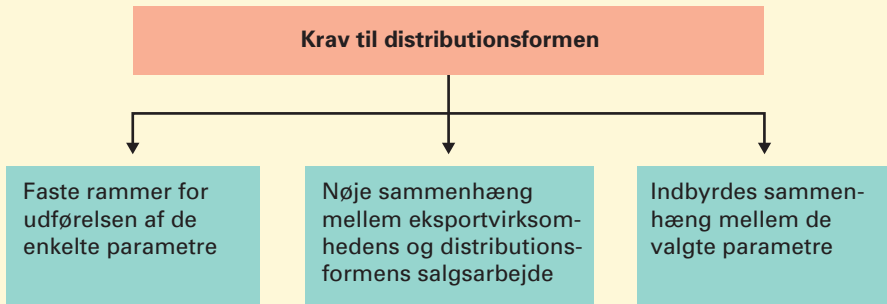 Krav til distributionsformen
Faste rammer for
udførelsen af de
enkelte parametre
Nøje sammenhæng
mellem eksportvirksom-
hedens og distributions-
formens salgsarbejde
Indbyrdes sammen-
hæng mellem de
valgte parametre